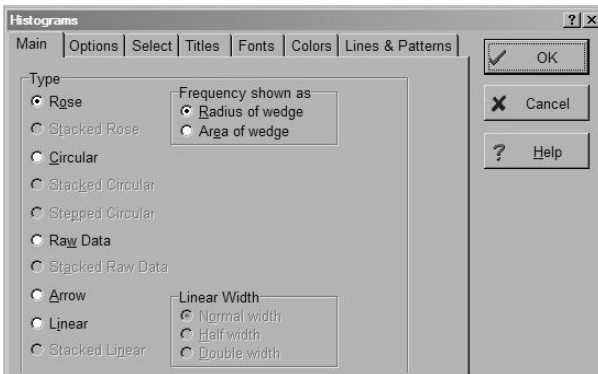 Histograms
Main Options Select Titles Fonts Colors Lines & Patterns
Type
Rose
Stacked Rose
Circular
Stacked Circular
Stepped Circular
Raw Data
Stacked Raw Data
Arrow
Linear
Stacked Linear
Frequency shown as
Radius of wedge
Area of wedge
Linear Width
Normal width
Half width
Double width
OK
Cancel
Help